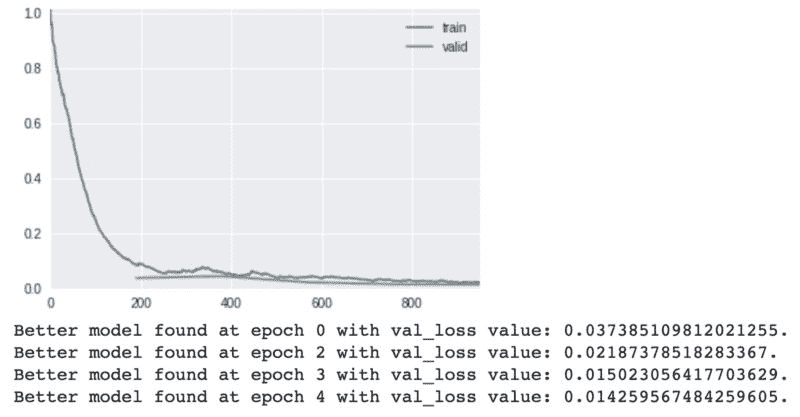 1.0
train
valid
0.8
0.6
0.4
0.2
0.0
0 200 400 600 800
Better model found at epoch 0 with val_loss value: 0.037385109812021255.
Better model found at epoch 2 with val_loss value: 0.02187378518283367.
Better model found at epoch 3 with val_loss value: 0.015023056417703629.
Better model found at epoch 4 with val_loss value: 0.014259567484259605.